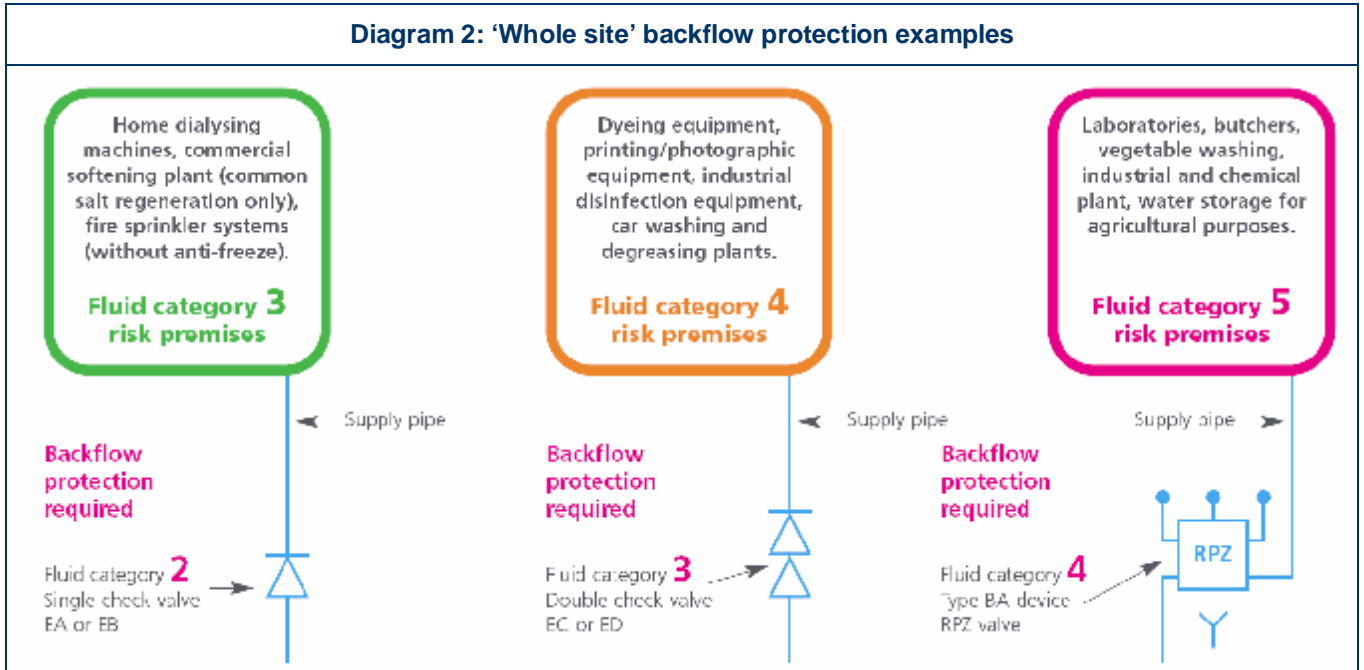 Diagram 2: ‘Whole site’ backflow protection examples
Home dialysing
machines, commercial
softening plant (common
salt regeneration only),
fire sprinkler systems
(without anti-freeze).
Fluid category 3
risk premises
Supply pipe
Backflow
protection
required
Fluid category 2
Single check valve
EA or EB
Dyeing equipment,
printing/photographic
equipment, industrial
disinfection equipment,
car washing and
degreasing plants.
Fluid category 4
risk premises
Supply pipe
Backflow
protection
required
Fluid category 3
Double check valve
EC or ED
Laboratories, butchers,
vegetable washing,
industrial and chemical
plant, water storage for
agricultural purposes.
Fluid category 5
risk premises
Supply pipe
Backflow
protection
required
Fluid category 4
Type BA device
RPZ valve
RPZ